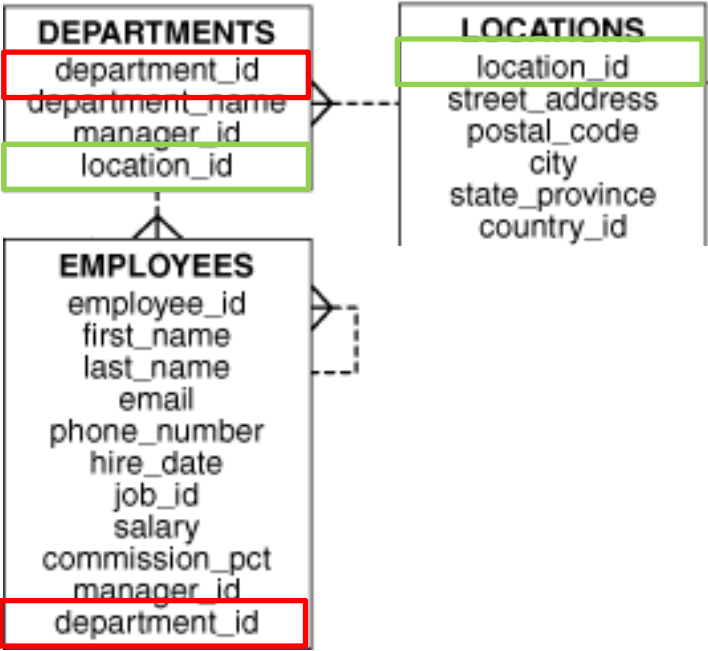 DEPARTMENTS
department_id
department_name
manager_id
location_id
LOCATIONS
location_id
street_address
postal_code
city
state_province
country_id
EMPLOYEES
employee_id
first_name
last_name
email
phone_number
hire_date
job_id
salary
commission_pct
manager_id
department_id